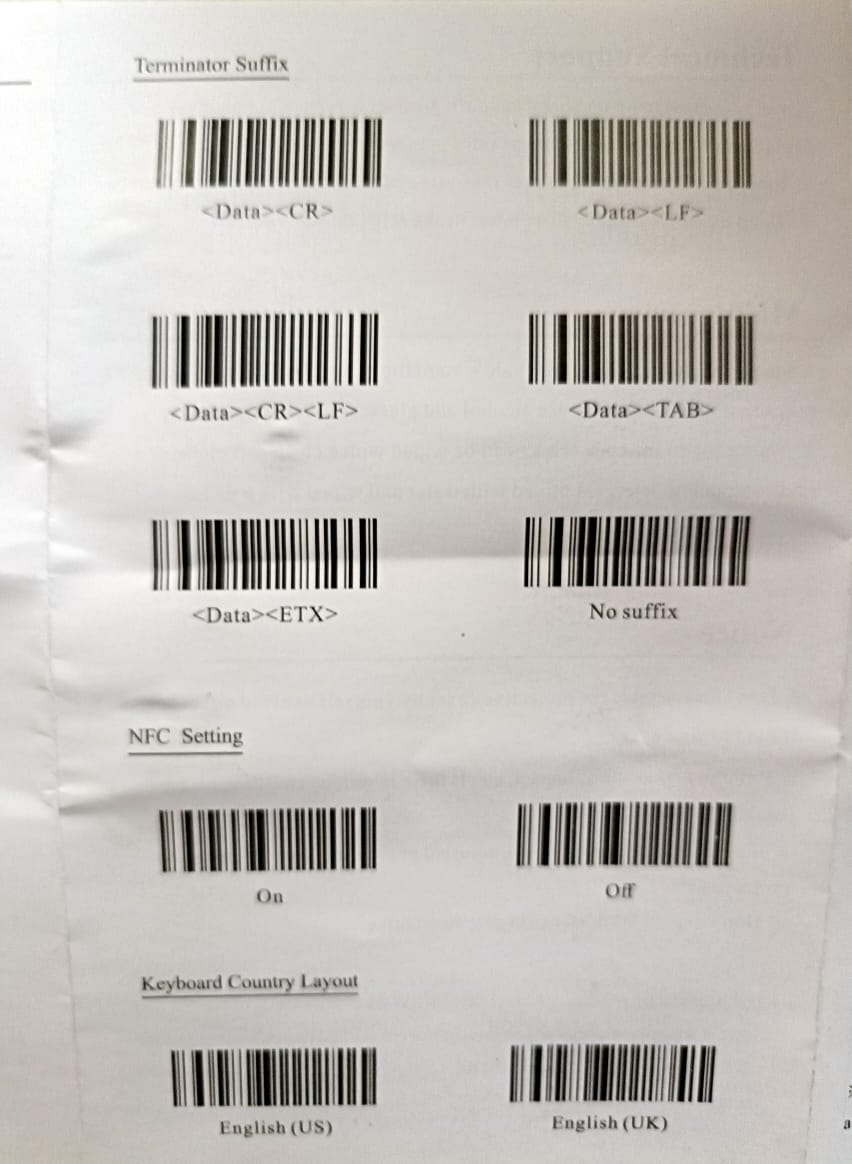 Terminator Suffix
<Data><CR> <Data><LF>
<Data><CR><LF> <Data><TAB>
<Data><ETX> No suffix
NFC Setting
On Off
Keyboard Country Layout
English (US) English (UK)